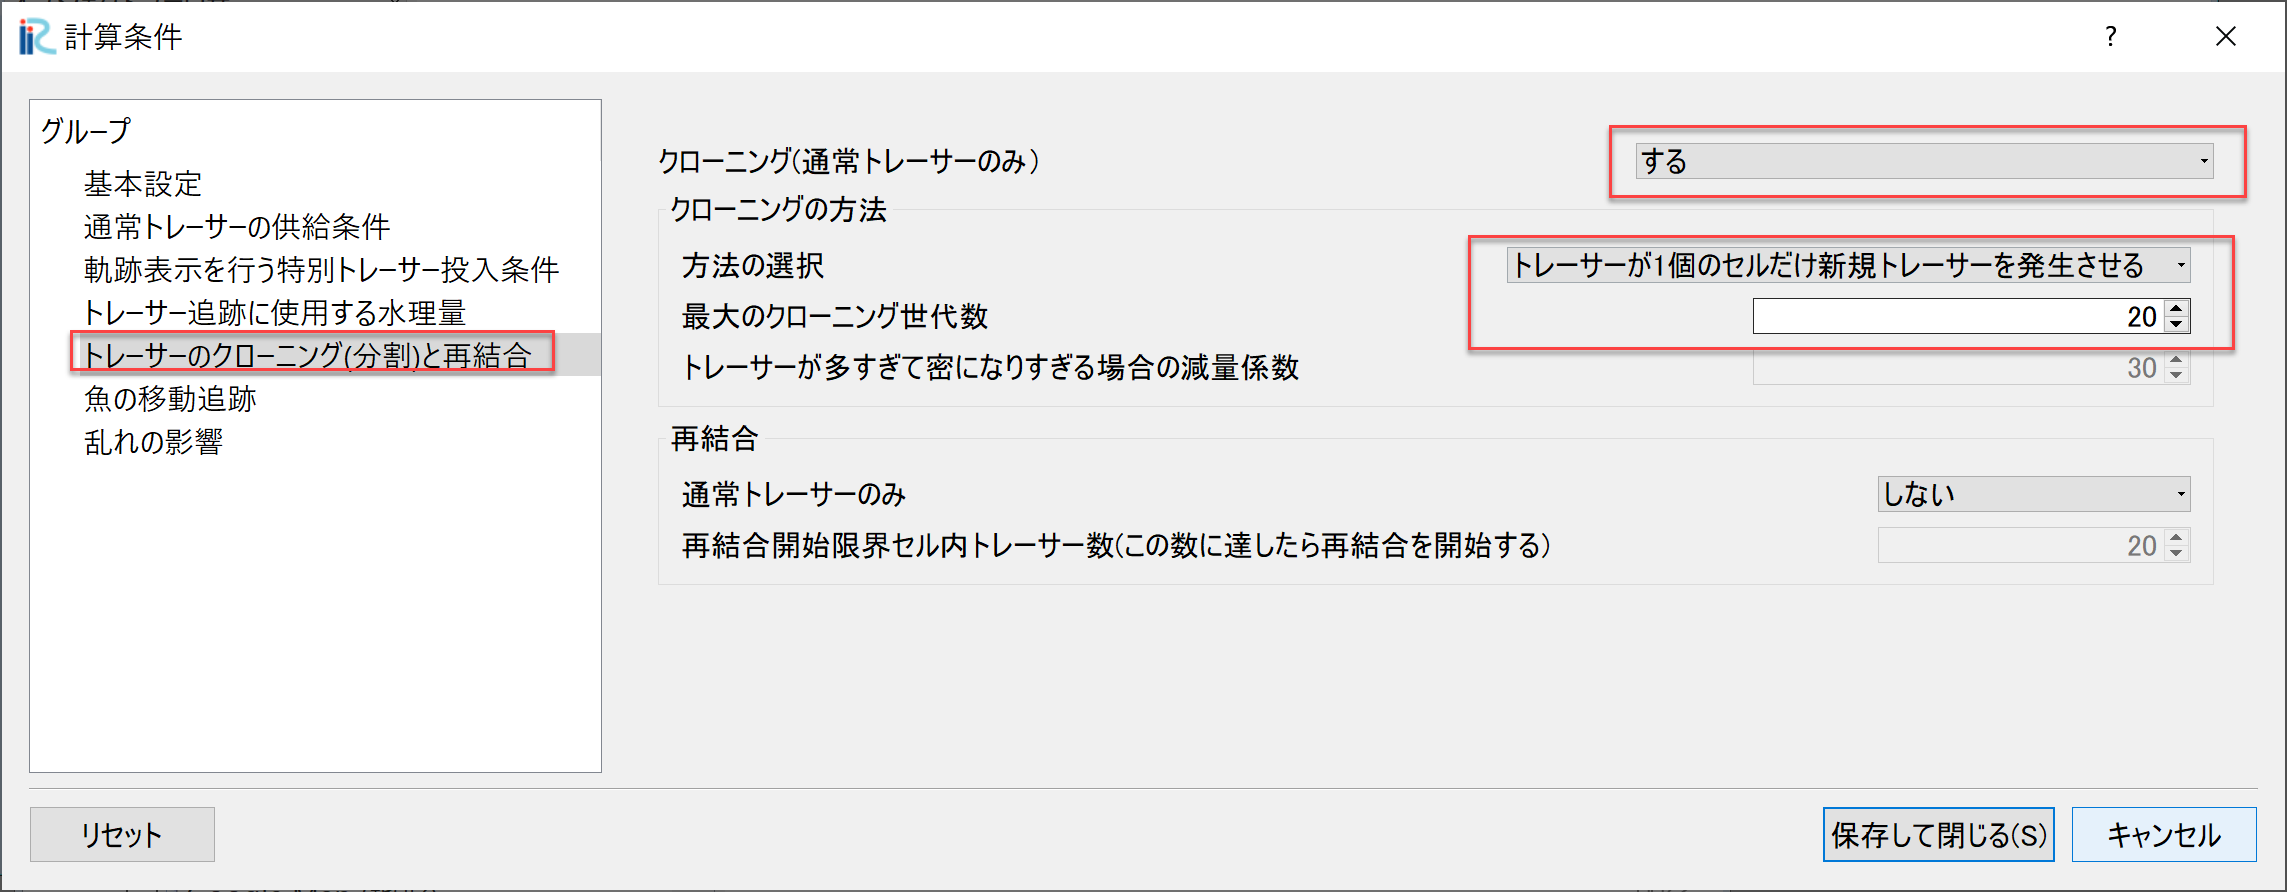 計算条件
?
グループ
基本設定
通常トレーサーの供給条件
軌跡表示を行う特別トレーサー投入条件
トレーサー追跡に使用する水理量
トレーサーのクローニング(分割)と再結合
魚の移動追跡
乱れの影響
クローニング(通常トレーサーのみ)
する
クローニングの方法
方法の選択
トレーサーが1個のセルだけ新規トレーサーを発生させる
最大のクローニング世代数
20
トレーサーが多すぎて密になりすぎる場合の減量係数
30
再結合
通常トレーサーのみ
しない
再結合開始限界セル内トレーサー数(この数に達したら再結合を開始する)
20
リセット
保存して閉じる(S)
キャンセル